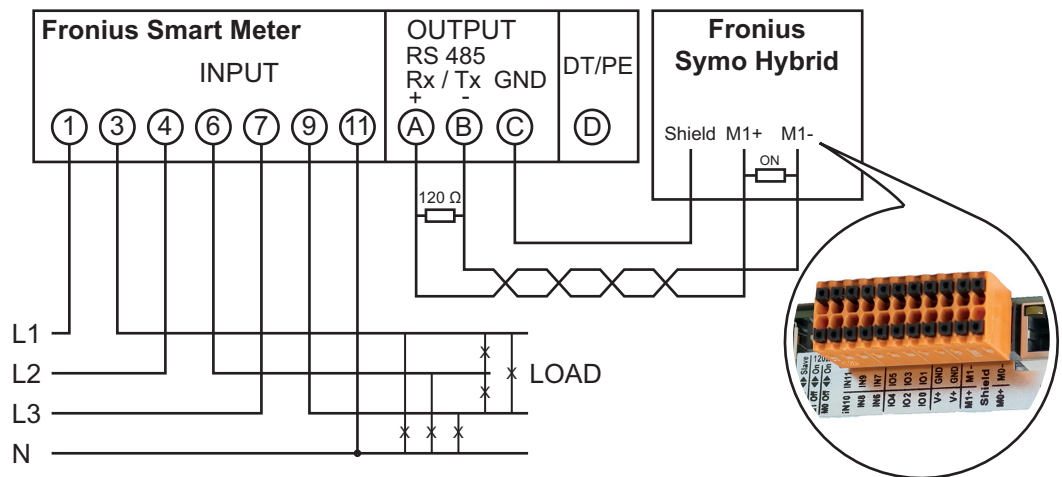 Fronius Smart Meter
INPUT
1 3 4 6 7 9 11
OUTPUT
RS 485
Rx / Tx GND
+ -
A B C
DT/PE
D
Fronius
Symo Hybrid
Shield M1+ M1-
ON
120 Ω
L1
L2
L3
N
LOAD
Slave
On
M0 Off On
IN10 IN11
IN8 IN9
IN6 IN7
IO4 IO5
IO2 IO3
IO0 IO1
V+ GND
V+ GND
M1+ M1-
Shield
M0+ M0-